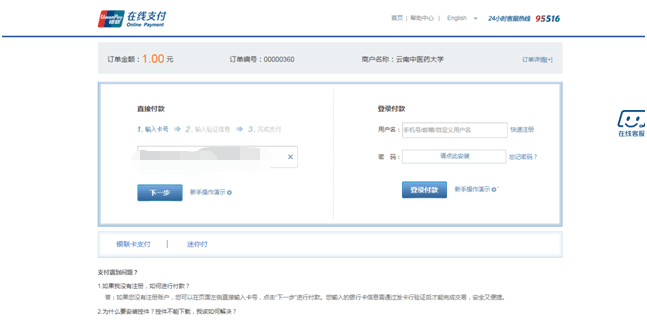 UnionPay 银联 在线支付 Online Payment
首页 | 帮助中心 | English 24小时客服热线 95516
订单金额：1.00 元 订单编号：00000360 商户名称：云南中医药大学 订单详情[+]
直接付款 登录付款
1. 输入卡号 2. 输入验证信息 3. 完成支付
用户名： 手机号/邮箱/自定义用户名 快速注册
密 码： 请点此安装 忘记密码？
下一步 新手操作演示
登录付款 新手操作演示
在线客服
银联卡支付 | 迷你付
支付遇到问题？
1.如果我没有注册，如何进行付款？
答：如果您没有注册账户，您可以在页面左侧直接输入卡号，点击“下一步”进行付款。您输入的银行卡信息需通过发卡行验证后才能完成交易，安全又便捷。
2.为什么要安装控件？控件不能下载，我该如何解决？